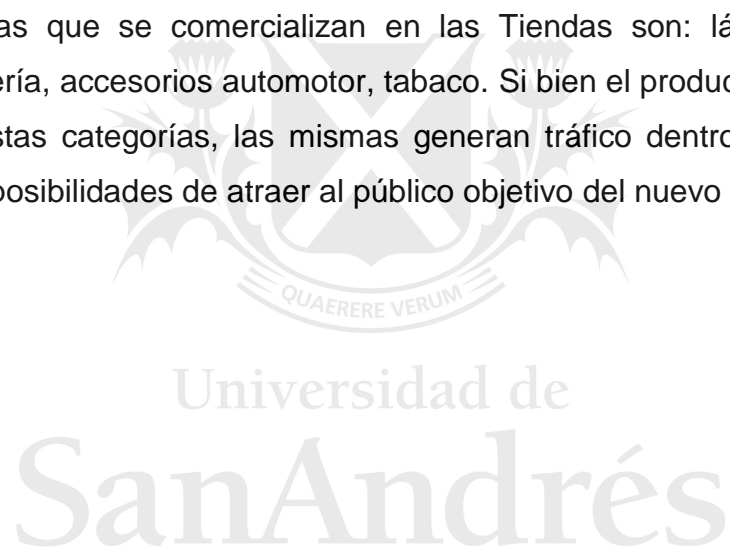 as que se comercializan en las Tiendas son: lá
ería, accesorios automotor, tabaco. Si bien el produc
stas categorías, las mismas generan tráfico dentro
posibilidades de atraer al público objetivo del nuevo
QUAERERE VERUM
Universidad de
SanAndrés